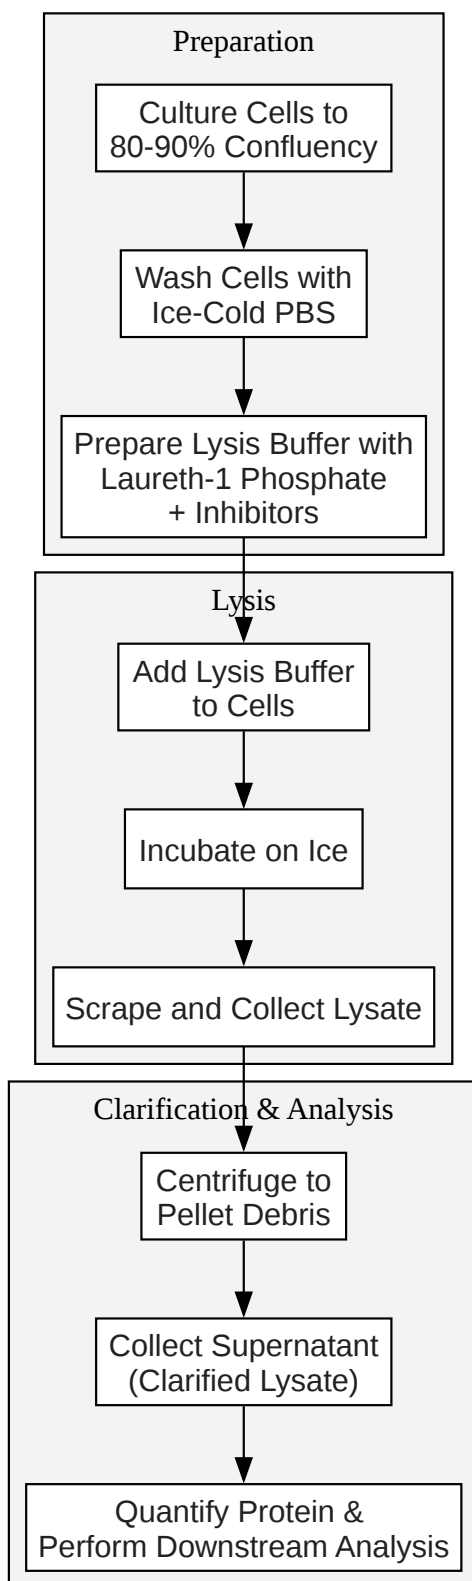 Preparation
Culture Cells to
80-90% Confluency
Wash Cells with
Ice-Cold PBS
Prepare Lysis Buffer with
Laureth-1 Phosphate
+ Inhibitors
Lysis
Add Lysis Buffer
to Cells
Incubate on Ice
Scrape and Collect Lysate
Clarification & Analysis
Centrifuge to
Pellet Debris
Collect Supernatant
(Clarified Lysate)
Quantify Protein &
Perform Downstream Analysis